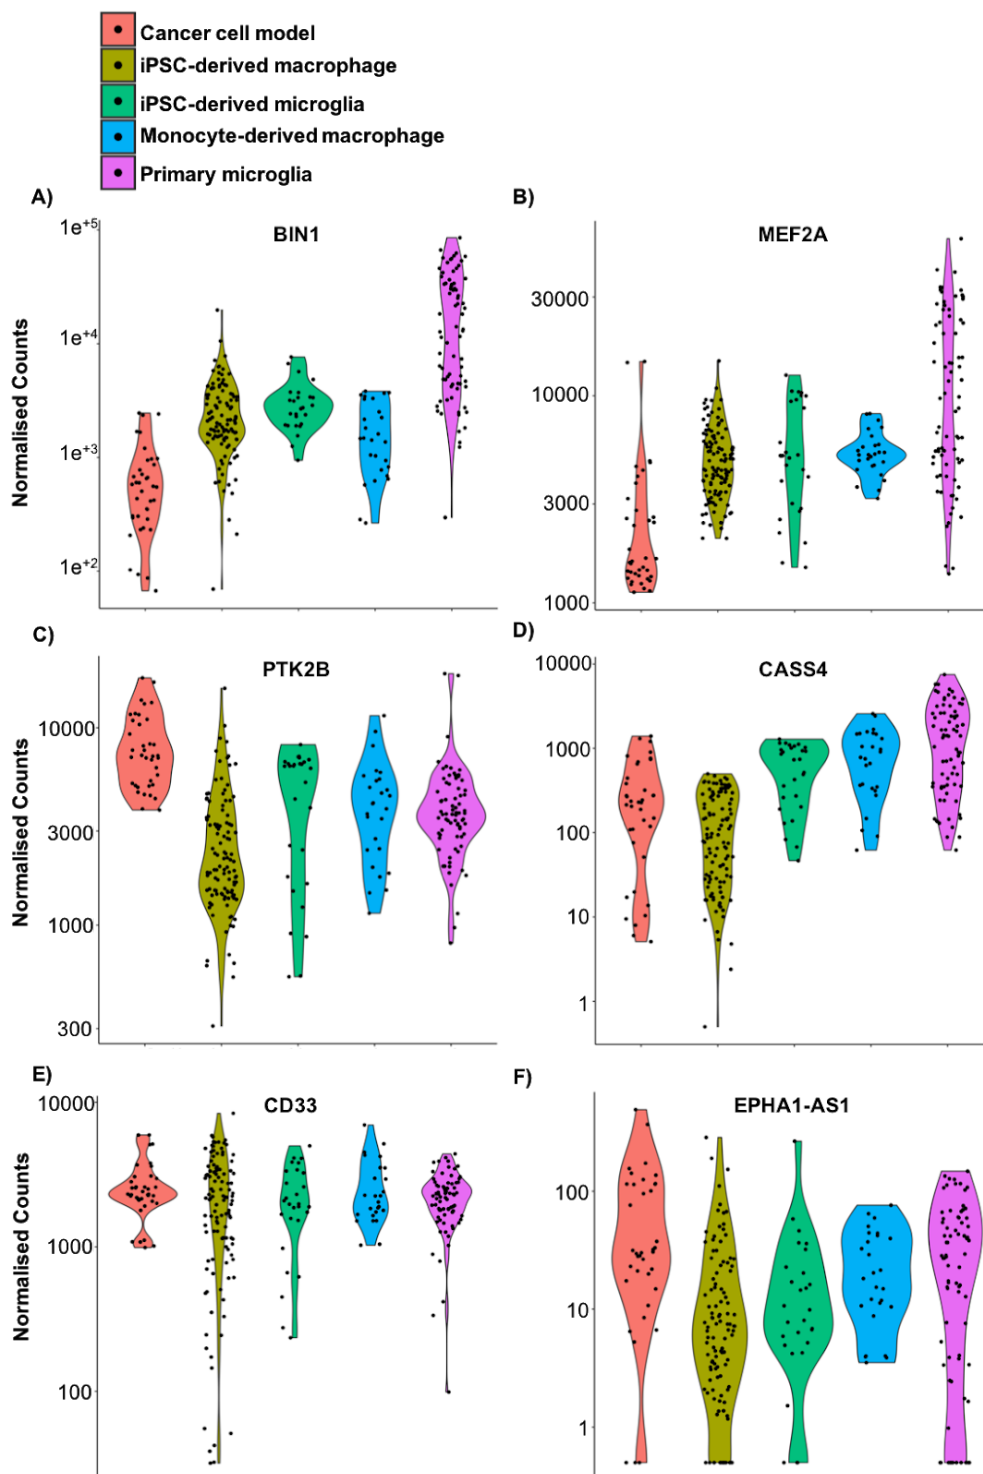 Cancer cell model
iPSC-derived macrophage
iPSC-derived microglia
Monocyte-derived macrophage
Primary microglia
A)
BIN1
Normalised Counts
1e+5
1e+4
1e+3
1e+2
B)
MEF2A
30000
10000
3000
1000
C)
PTK2B
Normalised Counts
10000
3000
1000
300
D)
CASS4
10000
1000
100
10
1
E)
CD33
Normalised Counts
10000
1000
100
F)
EPHA1-AS1
100
10
1